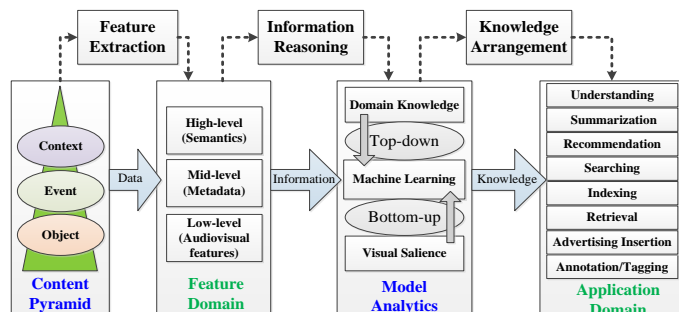 Feature
Extraction
Information
Reasoning
Knowledge
Arrangement
Context
Event
Object
Content
Pyramid
Data
High-level
(Semantics)
Mid-level
(Metadata)
Low-level
(Audiovisual
features)
Feature
Domain
Information
Domain Knowledge
Top-down
Machine Learning
Bottom-up
Visual Salience
Model
Analytics
Knowledge
Understanding
Summarization
Recommendation
Searching
Indexing
Retrieval
Advertising Insertion
Annotation/Tagging
Application
Domain